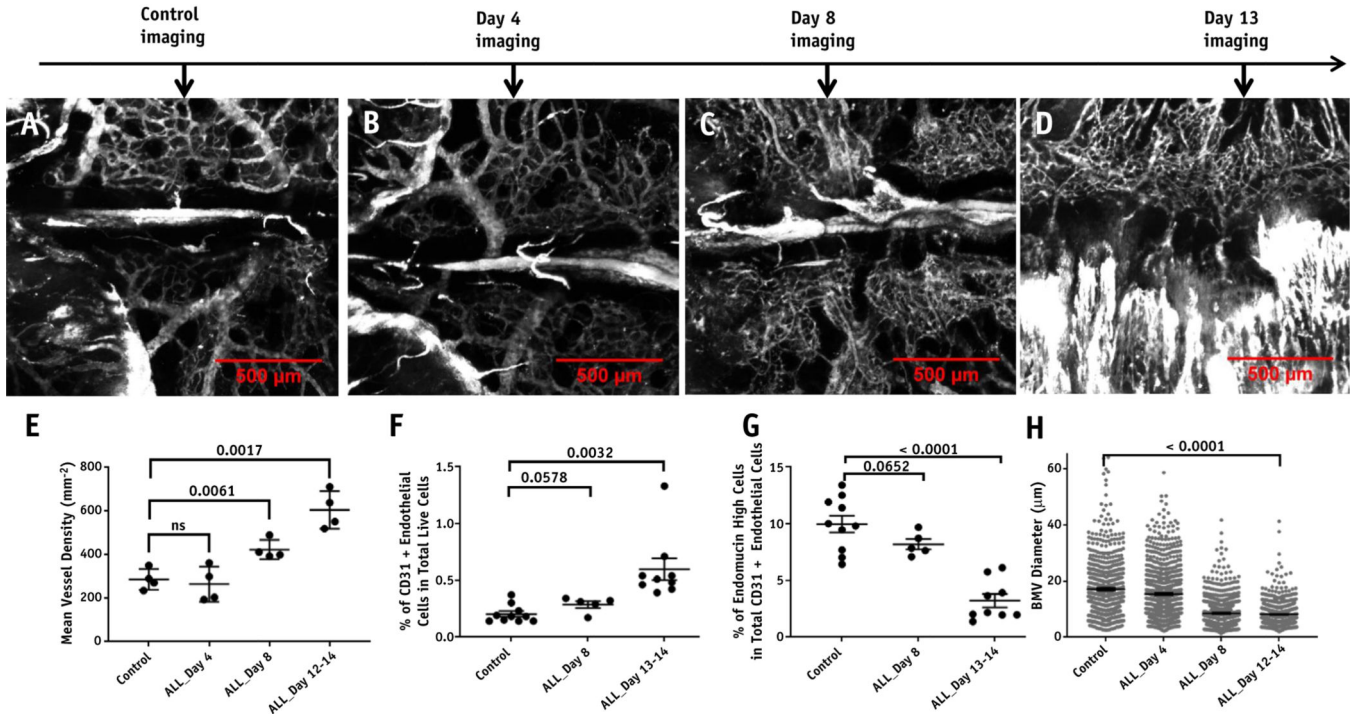 Control
imaging
Day 4
imaging
Day 8
imaging
Day 13
imaging
A
B
C
D
500 µm
500 µm
500 µm
500 µm
E
Mean Vessel Density (mm-2)
800
600
400
200
0
0.0017
0.0061
ns
Control
ALL_Day 4
ALL_Day 8
ALL_Day 12-14
F
% of CD31 + Endothelial
Cells in Total Live Cells
1.5
1.0
0.5
0.0
0.0032
0.0578
Control
ALL_Day 8
ALL_Day 13-14
G
% of Endomucin High Cells
in Total CD31 + Endothelial Cells
15
10
5
0
< 0.0001
0.0652
Control
ALL_Day 8
ALL_Day 13-14
H
BMV Diameter (µm)
60
40
20
0
< 0.0001
Control
ALL_Day 4
ALL_Day 8
ALL_Day 12-14